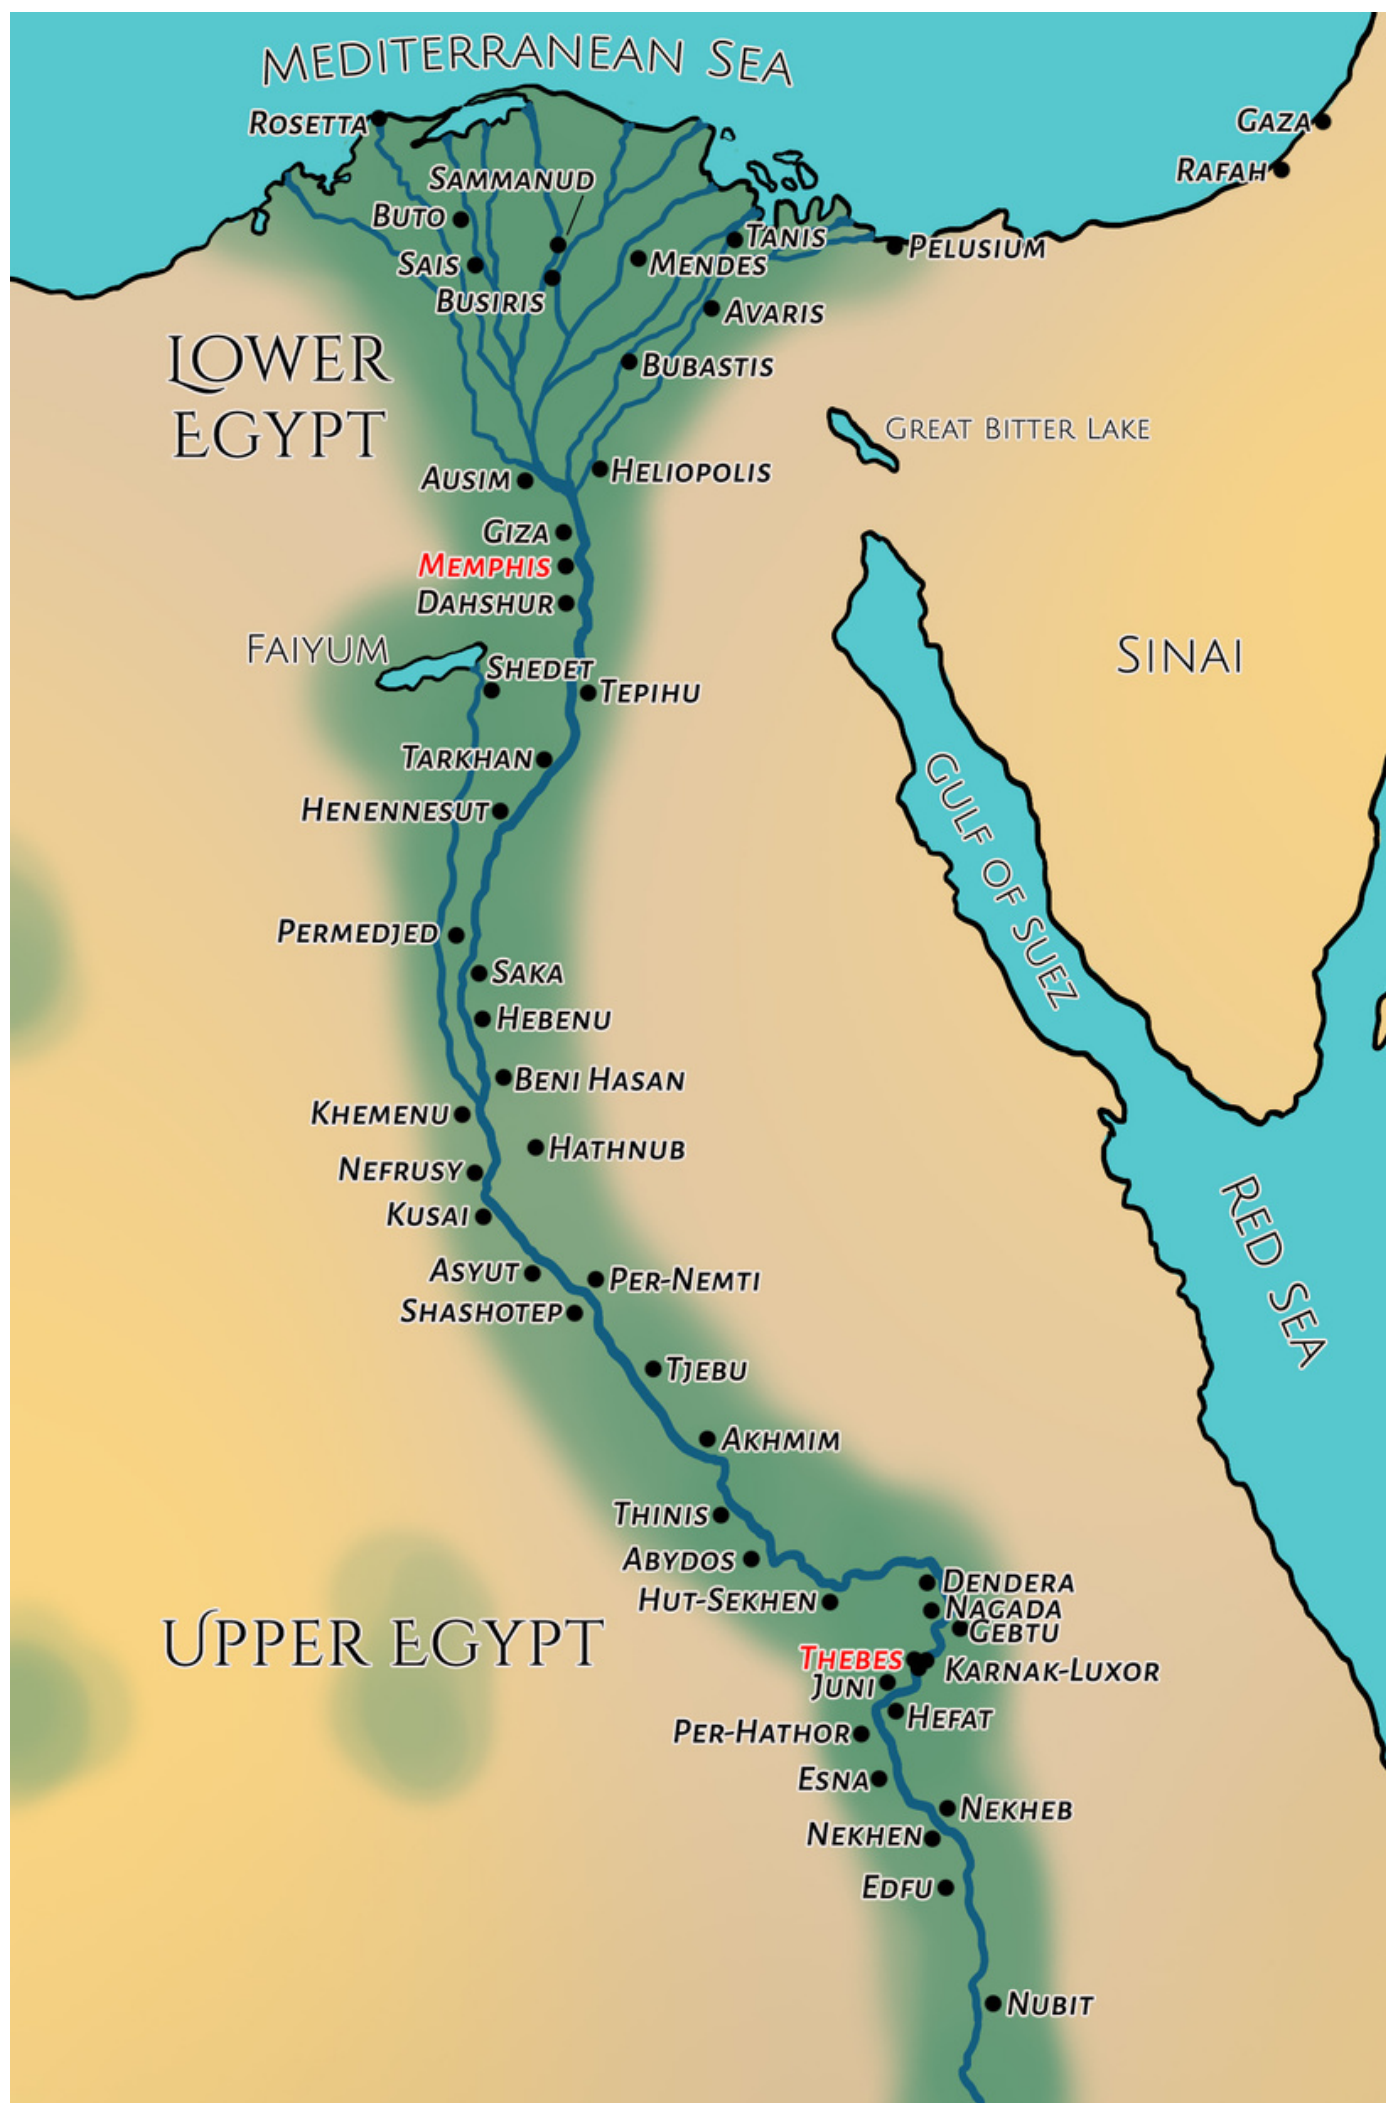 Mediterranean Sea
Rosetta
Gaza
Rafah
Sammanud
Buto
Tanis
Pelusium
Sais
Mendes
Busiris
Avaris
Lower
Egypt
Bubastis
Great Bitter Lake
Ausim
Heliopolis
Giza
Memphis
Dahshur
Faiyum
Sinai
Shedet
Tepihu
Tarkhan
Henennesut
Gulf of Suez
Permedjed
Saka
Hebenu
Beni Hasan
Khemenu
Hathnub
Nefrusy
Kusai
Red Sea
Asyut
Per-Nemti
Shashotep
Tjebu
Akhmim
Thinis
Abydos
Dendera
Hut-Sekhen
Nagada
Gebtu
Upper Egypt
Thebes
Karnak-Luxor
Juni
Hefat
Per-Hathor
Esna
Nekheb
Nekhen
Edfu
Nubit